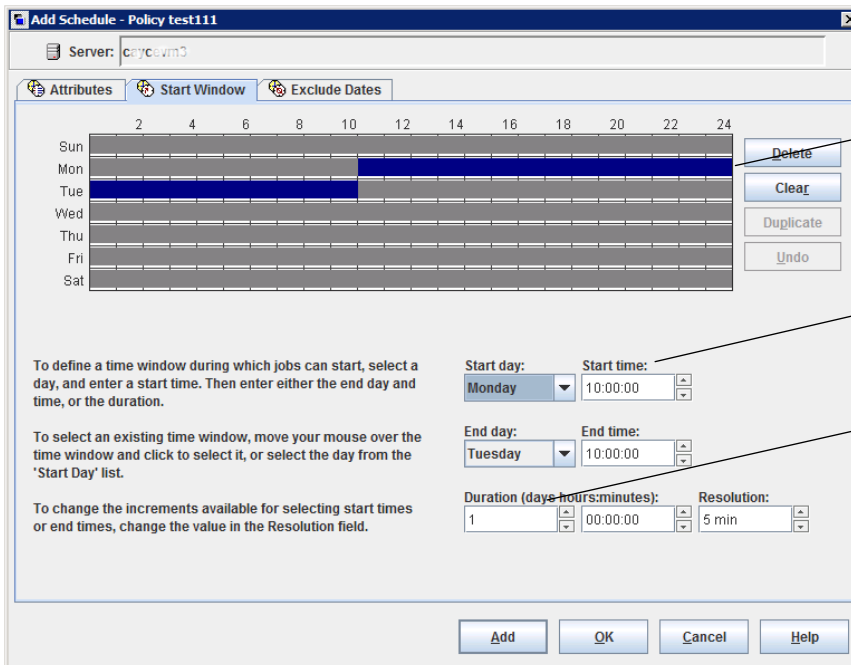 Add Schedule - Policy test111
Server:
Attributes Start Window Exclude Dates
2 4 6 8 10 12 14 16 18 20 22 24
Sun
Mon
Tue
Wed
Thu
Fri
Sat
Delete
Clear
Duplicate
Undo
To define a time window during which jobs can start, select a
day, and enter a start time. Then enter either the end day and
time, or the duration.
To select an existing time window, move your mouse over the
time window and click to select it, or select the day from the
'Start Day' list.
To change the increments available for selecting start times
or end times, change the value in the Resolution field.
Start day: Start time:
Monday 10:00:00
End day: End time:
Tuesday 10:00:00
Duration (days hours:minutes): Resolution:
1 00:00:00 5 min
Add OK Cancel Help